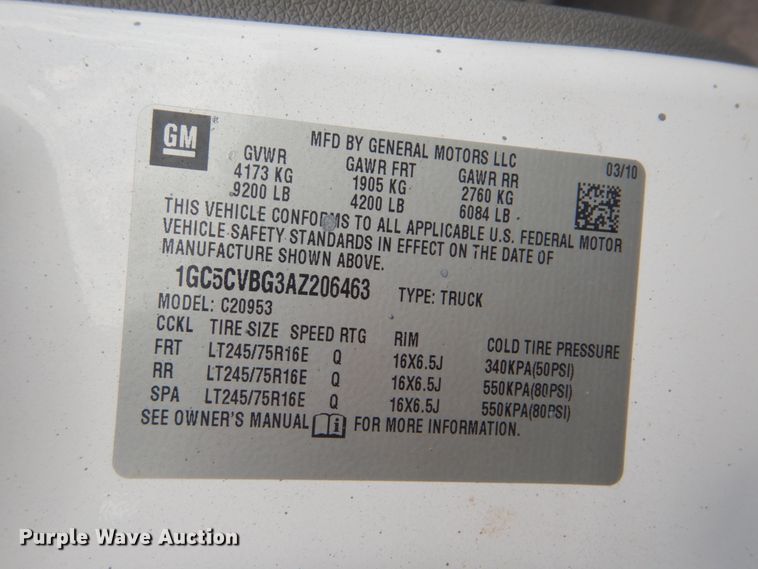 GM
MFD BY GENERAL MOTORS LLC
03/10
GVWR GAWR FRT GAWR RR
4173 KG 1905 KG 2760 KG
9200 LB 4200 LB 6084 LB
THIS VEHICLE CONFORMS TO ALL APPLICABLE U.S. FEDERAL MOTOR
VEHICLE SAFETY STANDARDS IN EFFECT ON THE DATE OF
MANUFACTURE SHOWN ABOVE.
1GC5CVBG3AZ206463 TYPE: TRUCK
MODEL: C20953
CCKL TIRE SIZE SPEED RTG RIM COLD TIRE PRESSURE
FRT LT245/75R16E Q 16X6.5J 340KPA(50PSI)
RR LT245/75R16E Q 16X6.5J 550KPA(80PSI)
SPA LT245/75R16E Q 16X6.5J 550KPA(80PSI)
SEE OWNER'S MANUAL i FOR MORE INFORMATION.
Purple Wave Auction